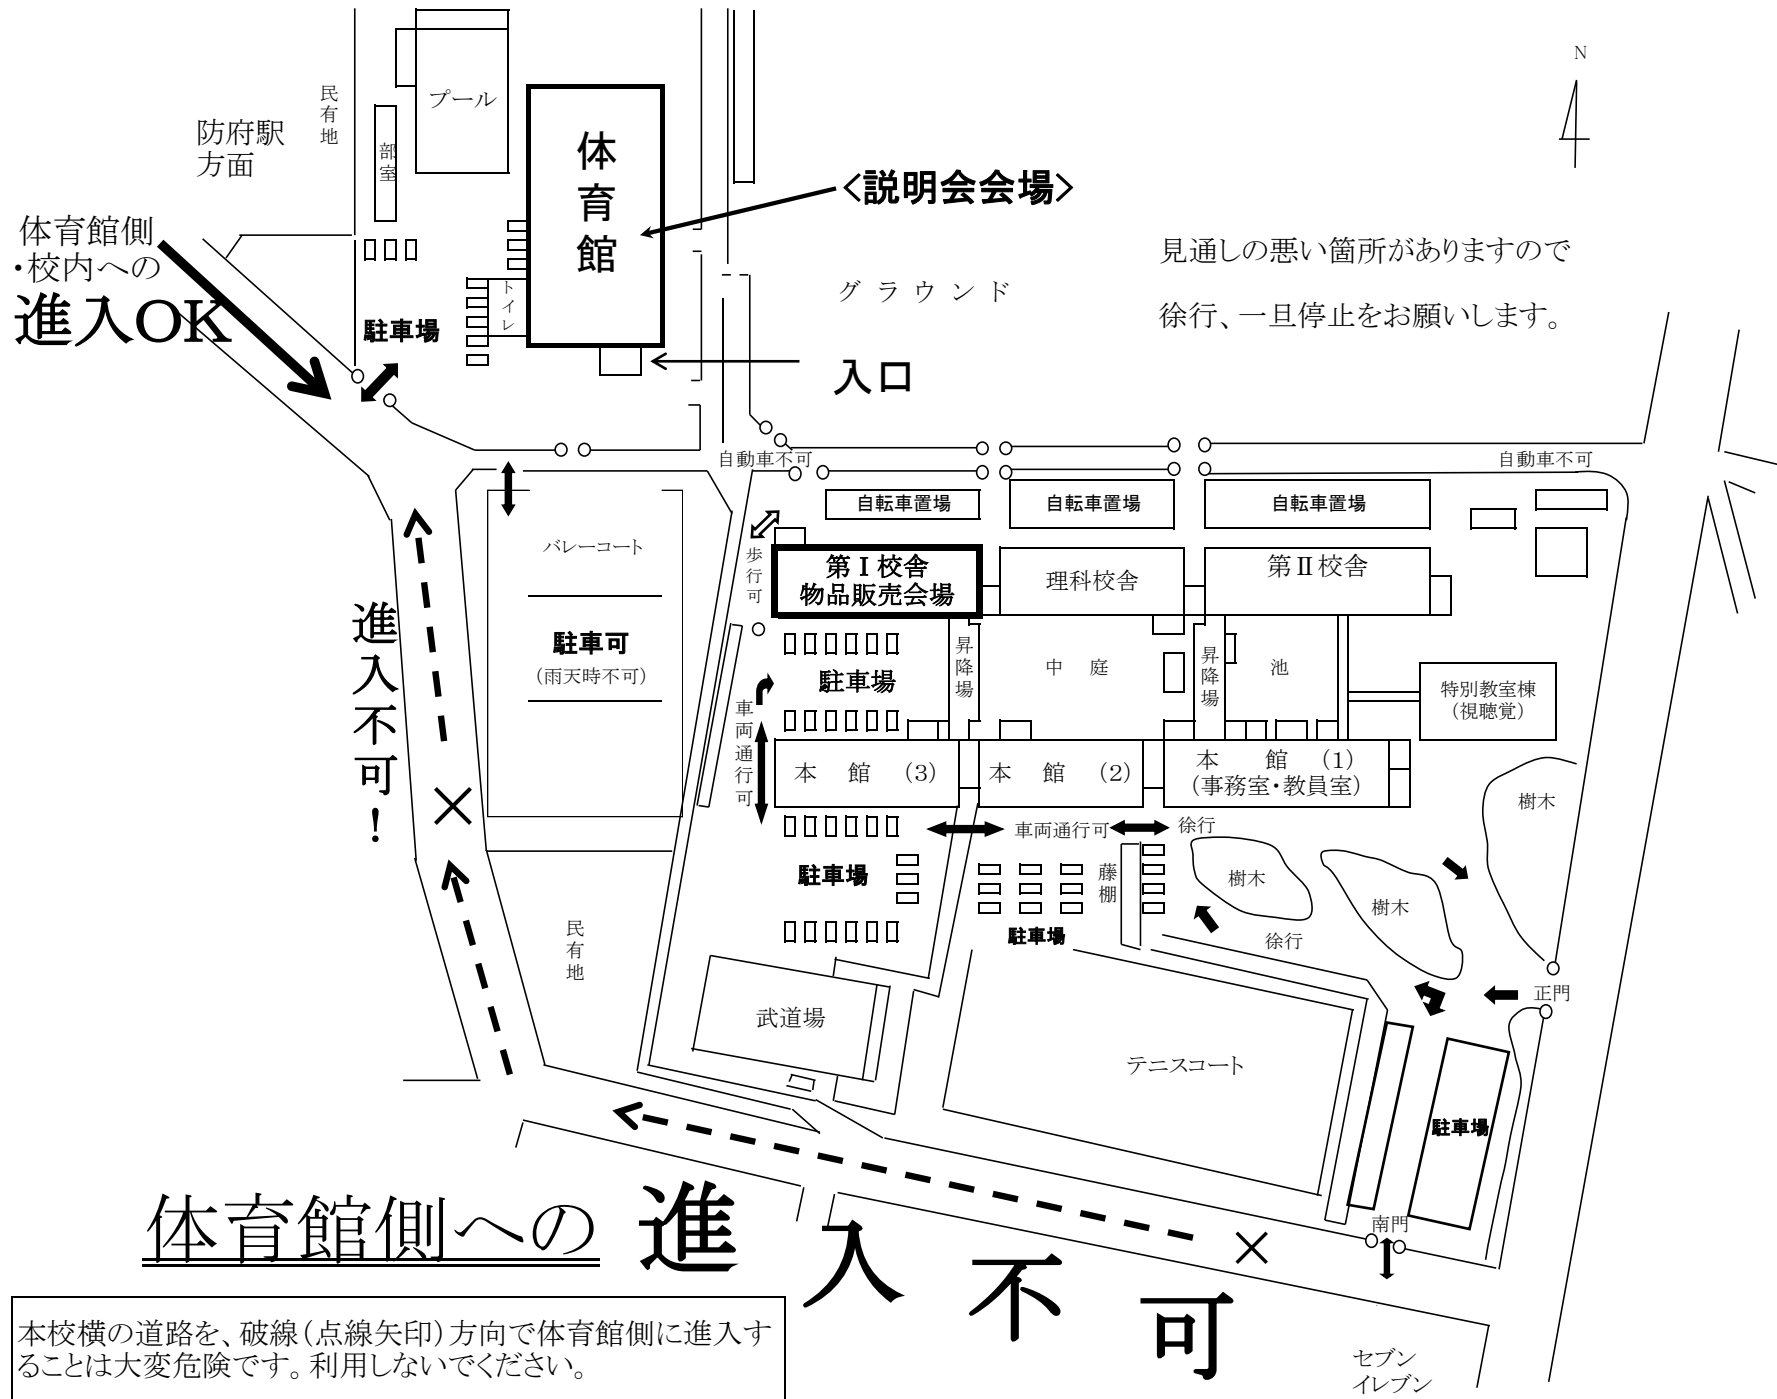 N
民有地
プール
防府駅
方面
部室
体育館
<説明会会場>
体育館側
・校内への
進入OK
見通しの悪い箇所がありますので
徐行、一旦停止をお願いします。
グラウンド
トイレ
駐車場
入口
自動車不可
自動車不可
自転車置場
自転車置場
自転車置場
バレーコート
歩行可
第Ⅰ校舎
物品販売会場
理科校舎
第Ⅱ校舎
進入不可!
駐車可
(雨天時不可)
昇降場
中庭
昇降場
池
駐車場
特別教室棟
(視聴覚)
車両通行可
本館(3)
本館(2)
本館(1)
(事務室・教員室)
樹木
車両通行可
徐行
駐車場
藤棚
樹木
樹木
駐車場
徐行
民有地
正門
武道場
テニスコート
駐車場
体育館側への進入不可
南門
本校横の道路を、破線(点線矢印)方向で体育館側に進入す
ることは大変危険です。利用しないでください。
セブン
イレブン